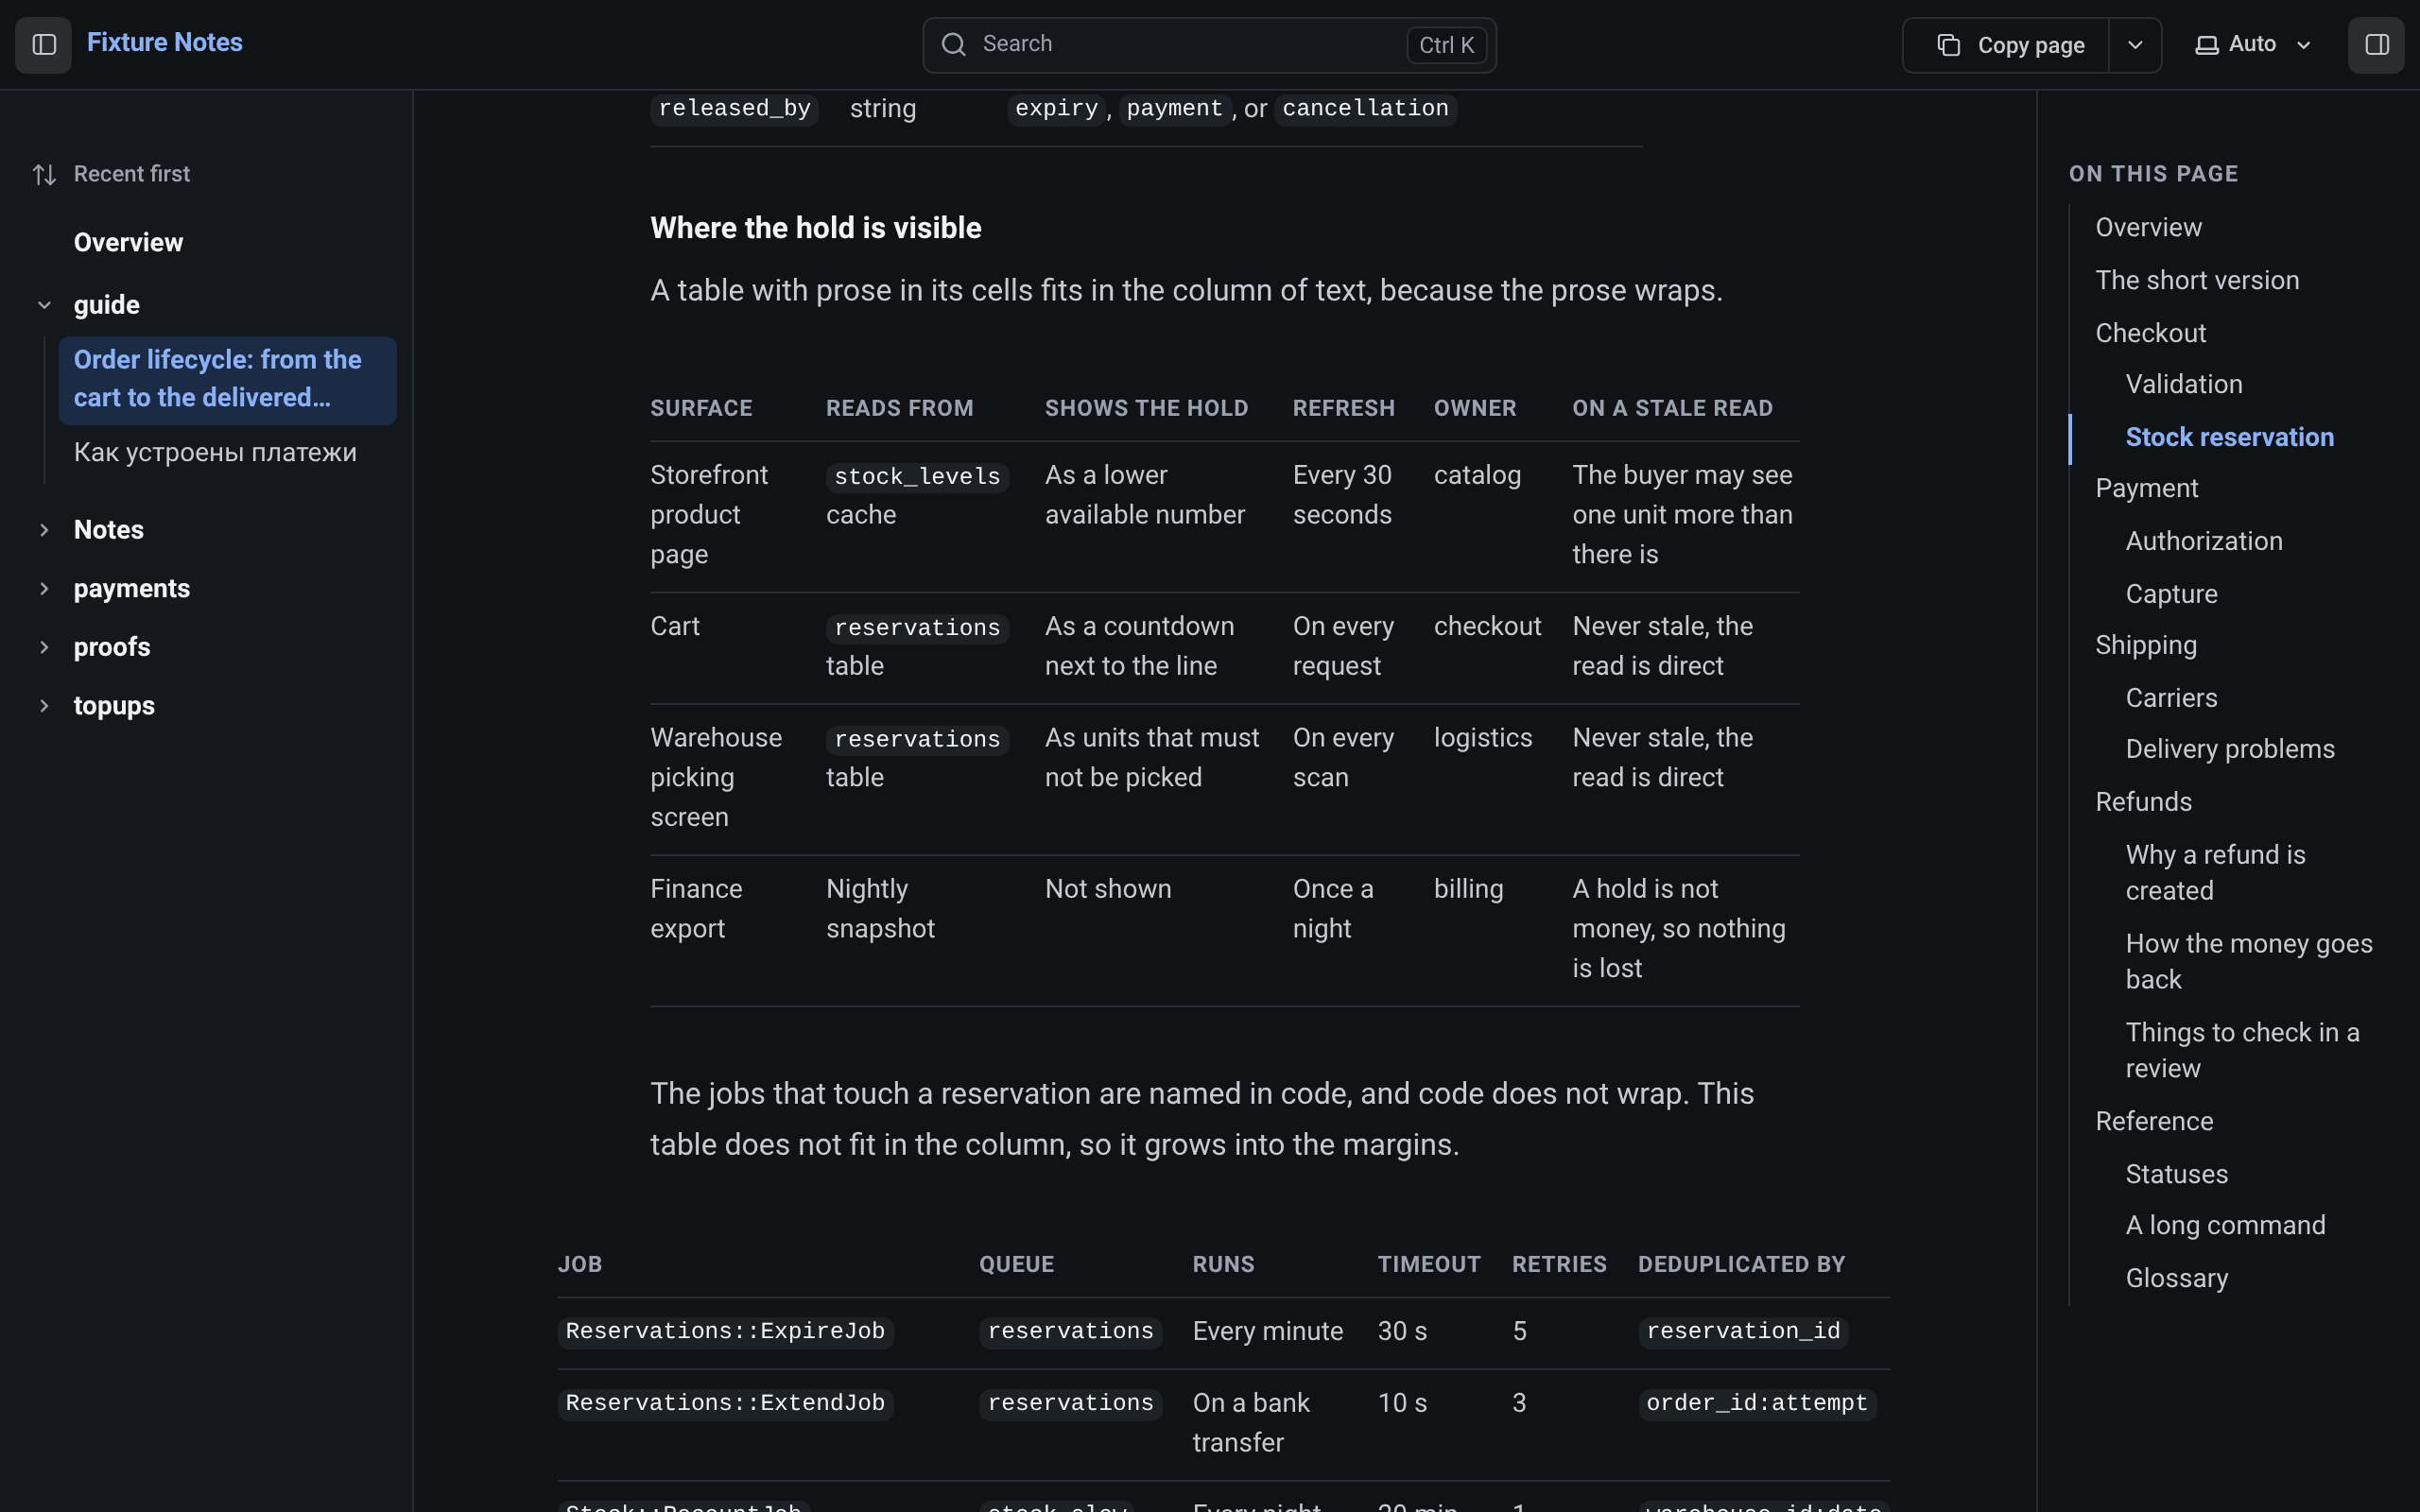 Fixture Notes
Search
Ctrl K
Copy page
Auto
Recent first
Overview
guide
Order lifecycle: from the
cart to the delivered…
Как устроены платежи
Notes
payments
proofs
topups
released_by string expiry, payment, or cancellation
Where the hold is visible
A table with prose in its cells fits in the column of text, because the prose wraps.
SURFACE READS FROM SHOWS THE HOLD REFRESH OWNER ON A STALE READ
Storefront stock_levels As a lower Every 30 catalog The buyer may see
product cache available number seconds one unit more than
page there is
Cart reservations As a countdown On every checkout Never stale, the
table next to the line request read is direct
Warehouse reservations As units that must On every logistics Never stale, the
picking table not be picked scan read is direct
screen
Finance Nightly Not shown Once a billing A hold is not
export snapshot night money, so nothing
is lost
The jobs that touch a reservation are named in code, and code does not wrap. This
table does not fit in the column, so it grows into the margins.
JOB QUEUE RUNS TIMEOUT RETRIES DEDUPLICATED BY
Reservations::ExpireJob reservations Every minute 30 s 5 reservation_id
Reservations::ExtendJob reservations On a bank 10 s 3 order_id:attempt
transfer
Stock::RecountJob stock_slow Every night 20 min 1 warehouse_id:date
ON THIS PAGE
Overview
The short version
Checkout
Validation
Stock reservation
Payment
Authorization
Capture
Shipping
Carriers
Delivery problems
Refunds
Why a refund is
created
How the money goes
back
Things to check in a
review
Reference
Statuses
A long command
Glossary